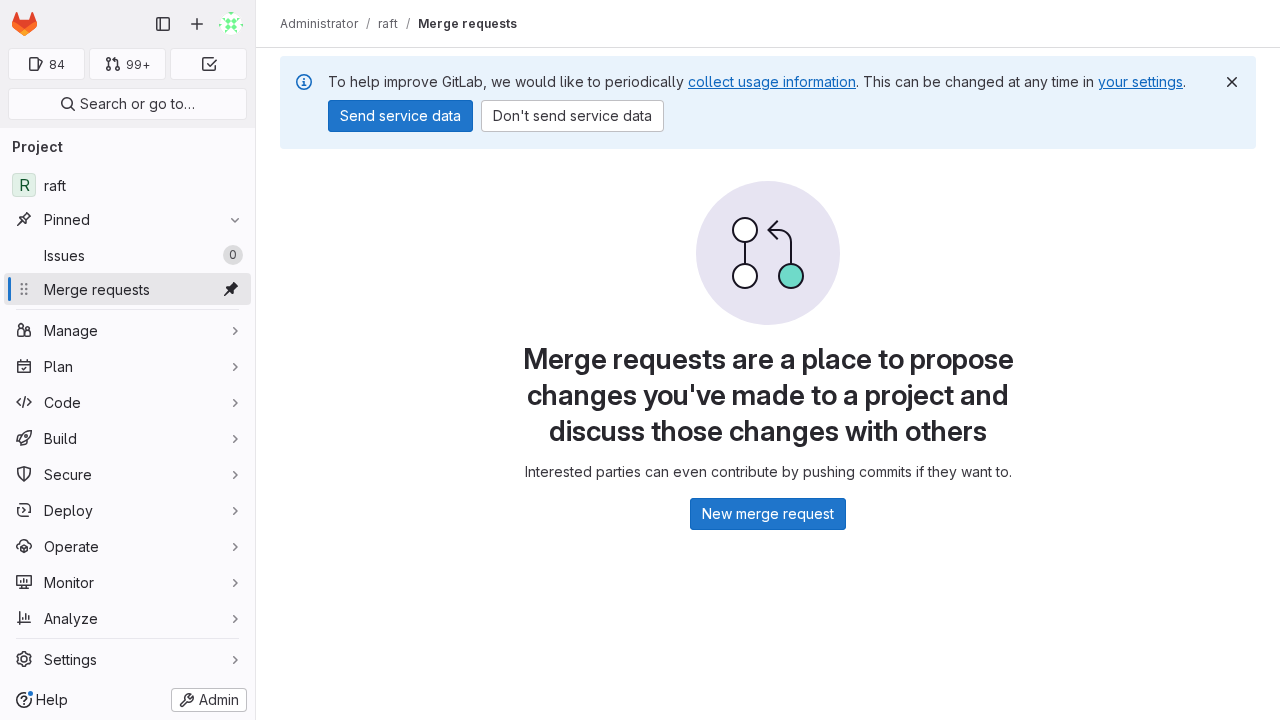 Administrator / raft / Merge requests
84
99+
Search or go to…
To help improve GitLab, we would like to periodically collect usage information. This can be changed at any time in your settings.
Send service data
Don't send service data
Project
R raft
Pinned
Issues 0
Merge requests
Manage
Plan
Code
Build
Secure
Deploy
Operate
Monitor
Analyze
Settings
Help
Admin
Merge requests are a place to propose
changes you've made to a project and
discuss those changes with others
Interested parties can even contribute by pushing commits if they want to.
New merge request